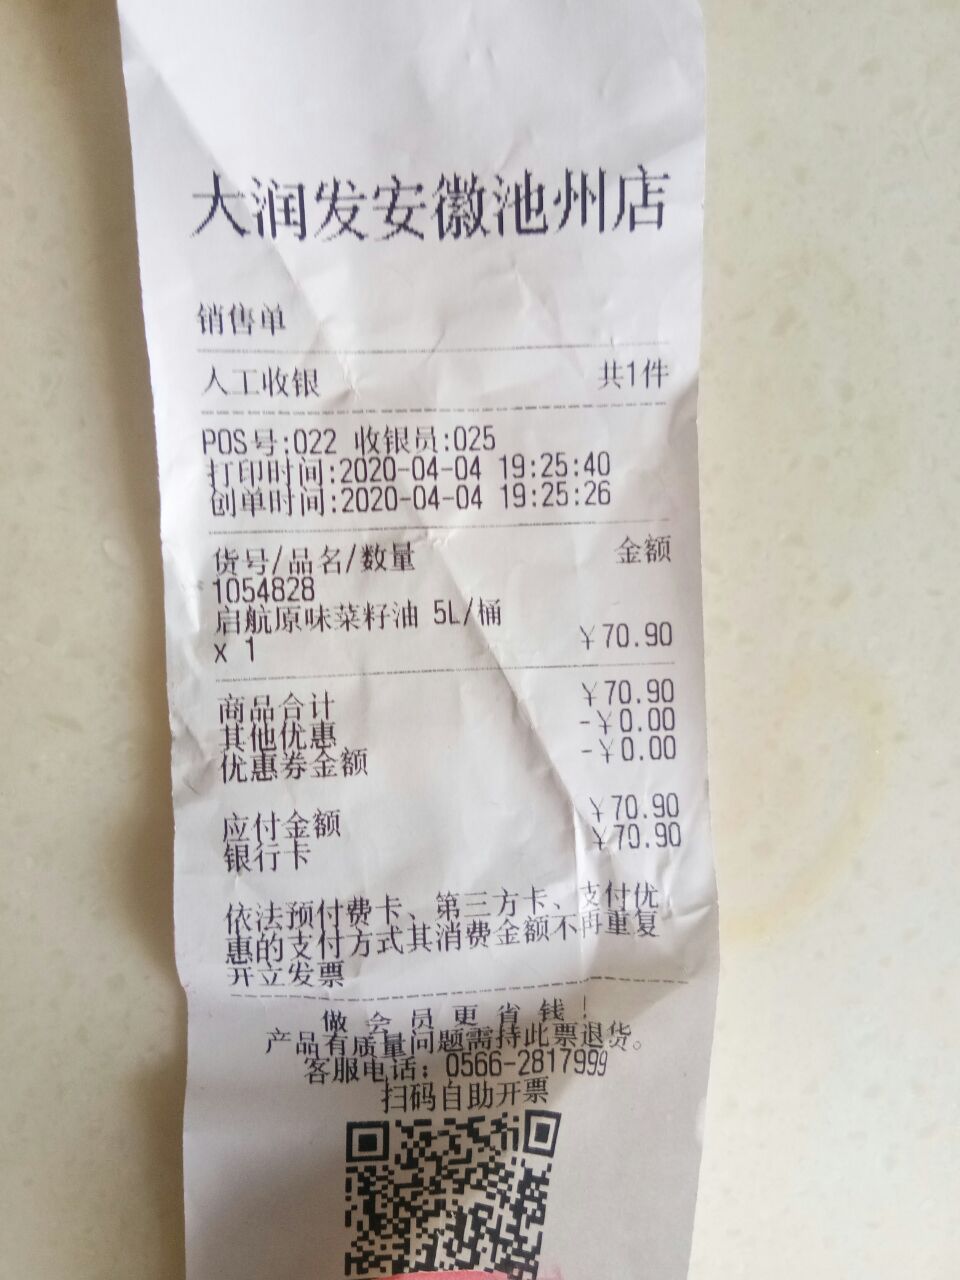 大润发安徽池州店
销售单
人工收银 共1件
POS号:022 收银员:025
打印时间:2020-04-04 19:25:40
创单时间:2020-04-04 19:25:26
货号/品名/数量 金额
1054828
启航原味菜籽油 5L/桶
x 1 ￥70.90
商品合计 ￥70.90
其他优惠 -￥0.00
优惠券金额 -￥0.00
应付金额 ￥70.90
银行卡 ￥70.90
依法预付费卡、第三方卡、支付优
惠的支付方式其消费金额不再重复
开立发票
做会员更省钱！
产品有质量问题需持此票退货。
客服电话：0566-2817999
扫码自助开票